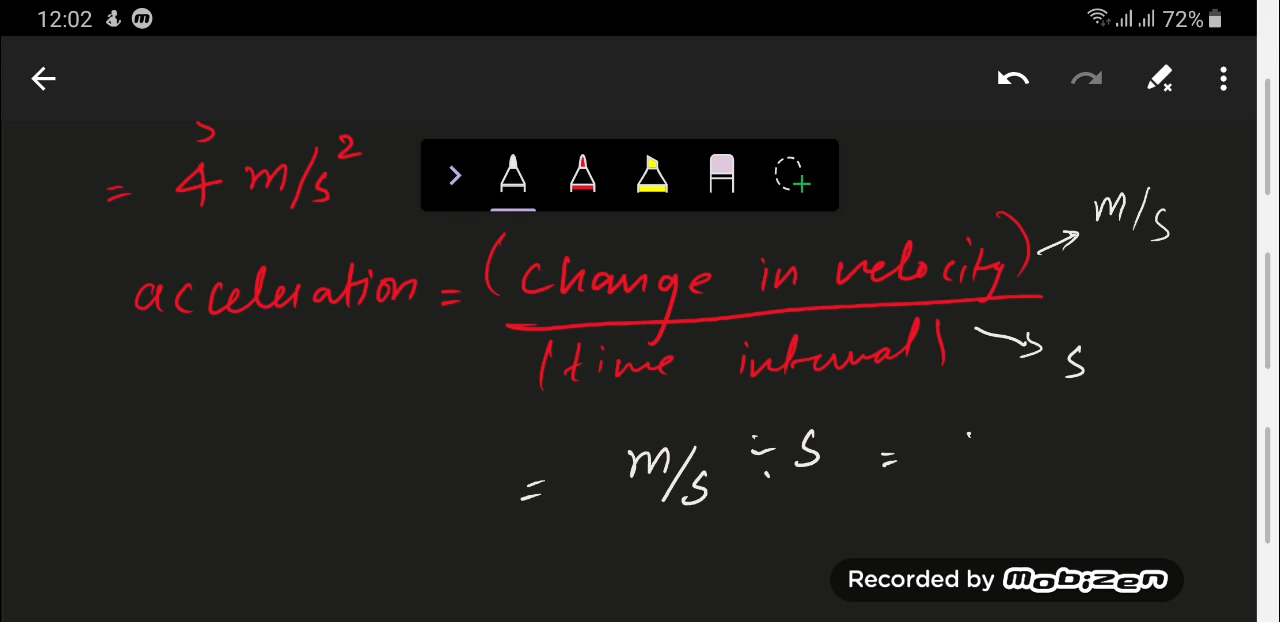 12:02 72%
= 4 m/s²
acceleration = (change in velocity) → m/s
(time interval) → s
= m/s ÷ s =
Recorded by mobizen